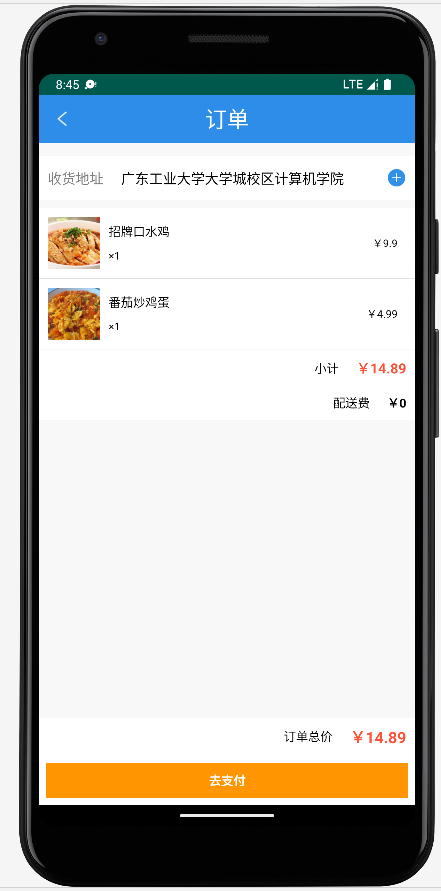 8:45 LTE
订单
收货地址 广东工业大学大学城校区计算机学院
招牌口水鸡
×1 ￥9.9
番茄炒鸡蛋
×1 ￥4.99
小计 ￥14.89
配送费 ￥0
订单总价 ￥14.89
去支付